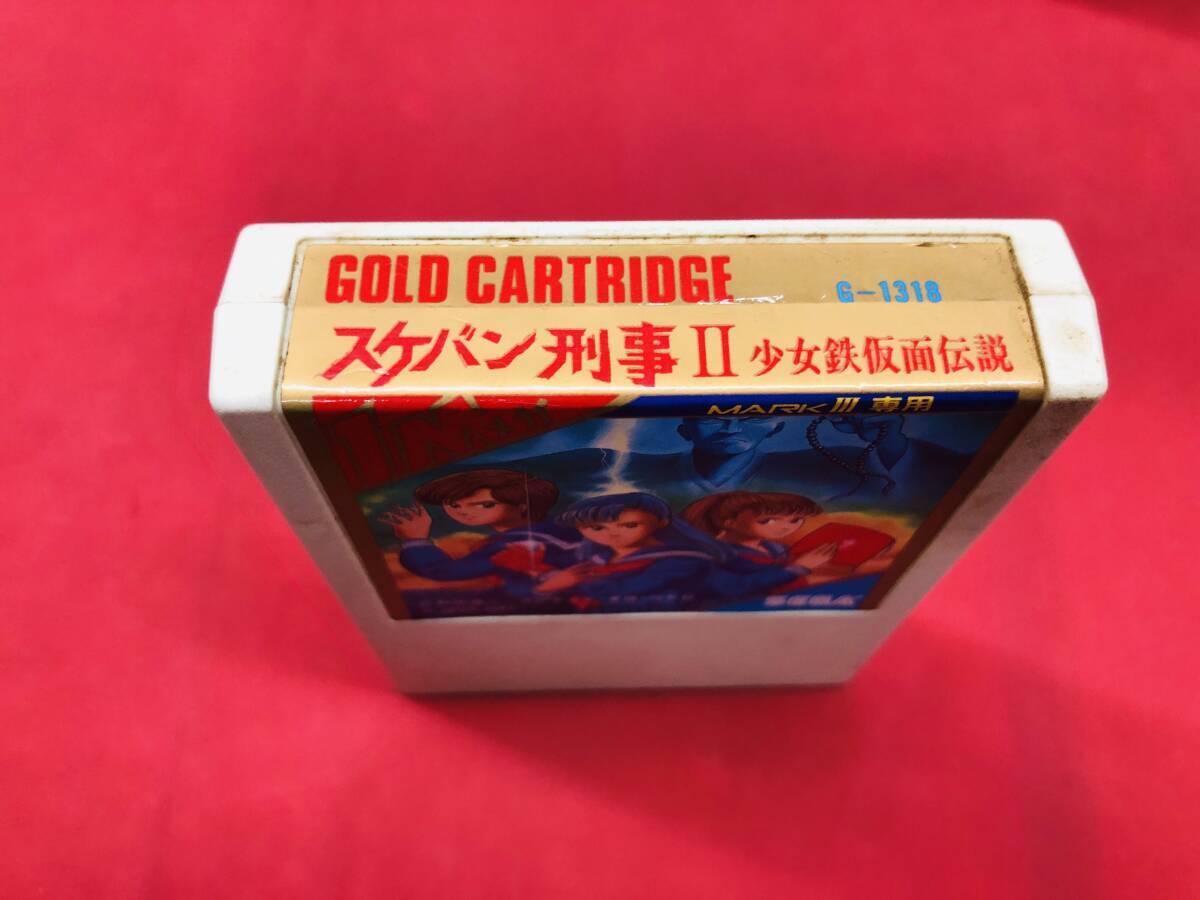 GOLD CARTRIDGE G-1318
スケバン刑事II 少女鉄仮面伝説
MARK III 専用
SEGA